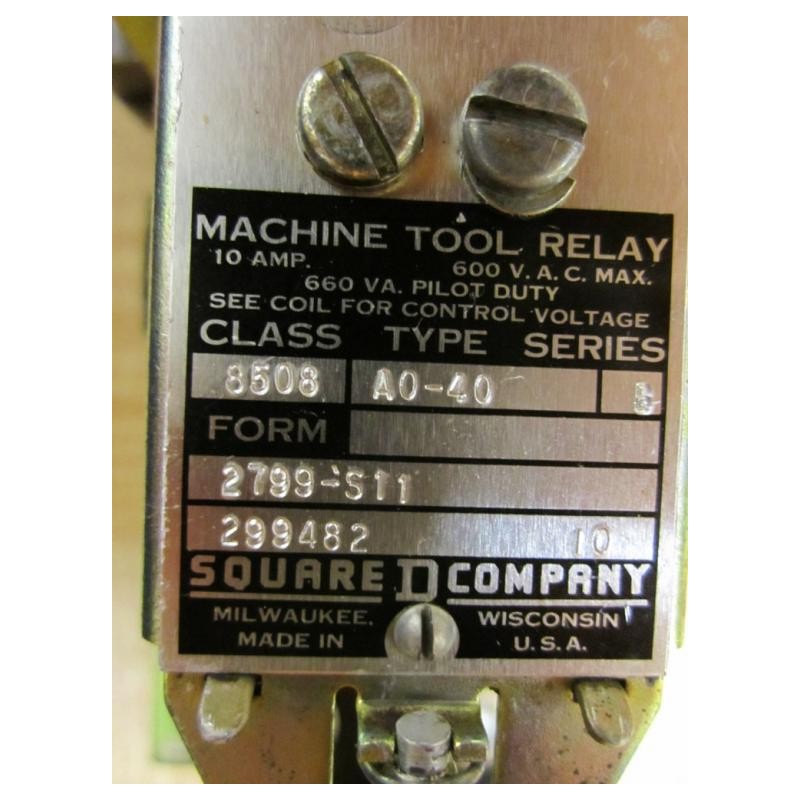 MACHINE TOOL RELAY
10 AMP. 600 V. A. C. MAX.
660 VA. PILOT DUTY
SEE COIL FOR CONTROL VOLTAGE
CLASS TYPE SERIES
8508 AO-40
FORM
2799-S11
299482 10
SQUARE D COMPANY
MILWAUKEE, WISCONSIN
MADE IN U. S. A.